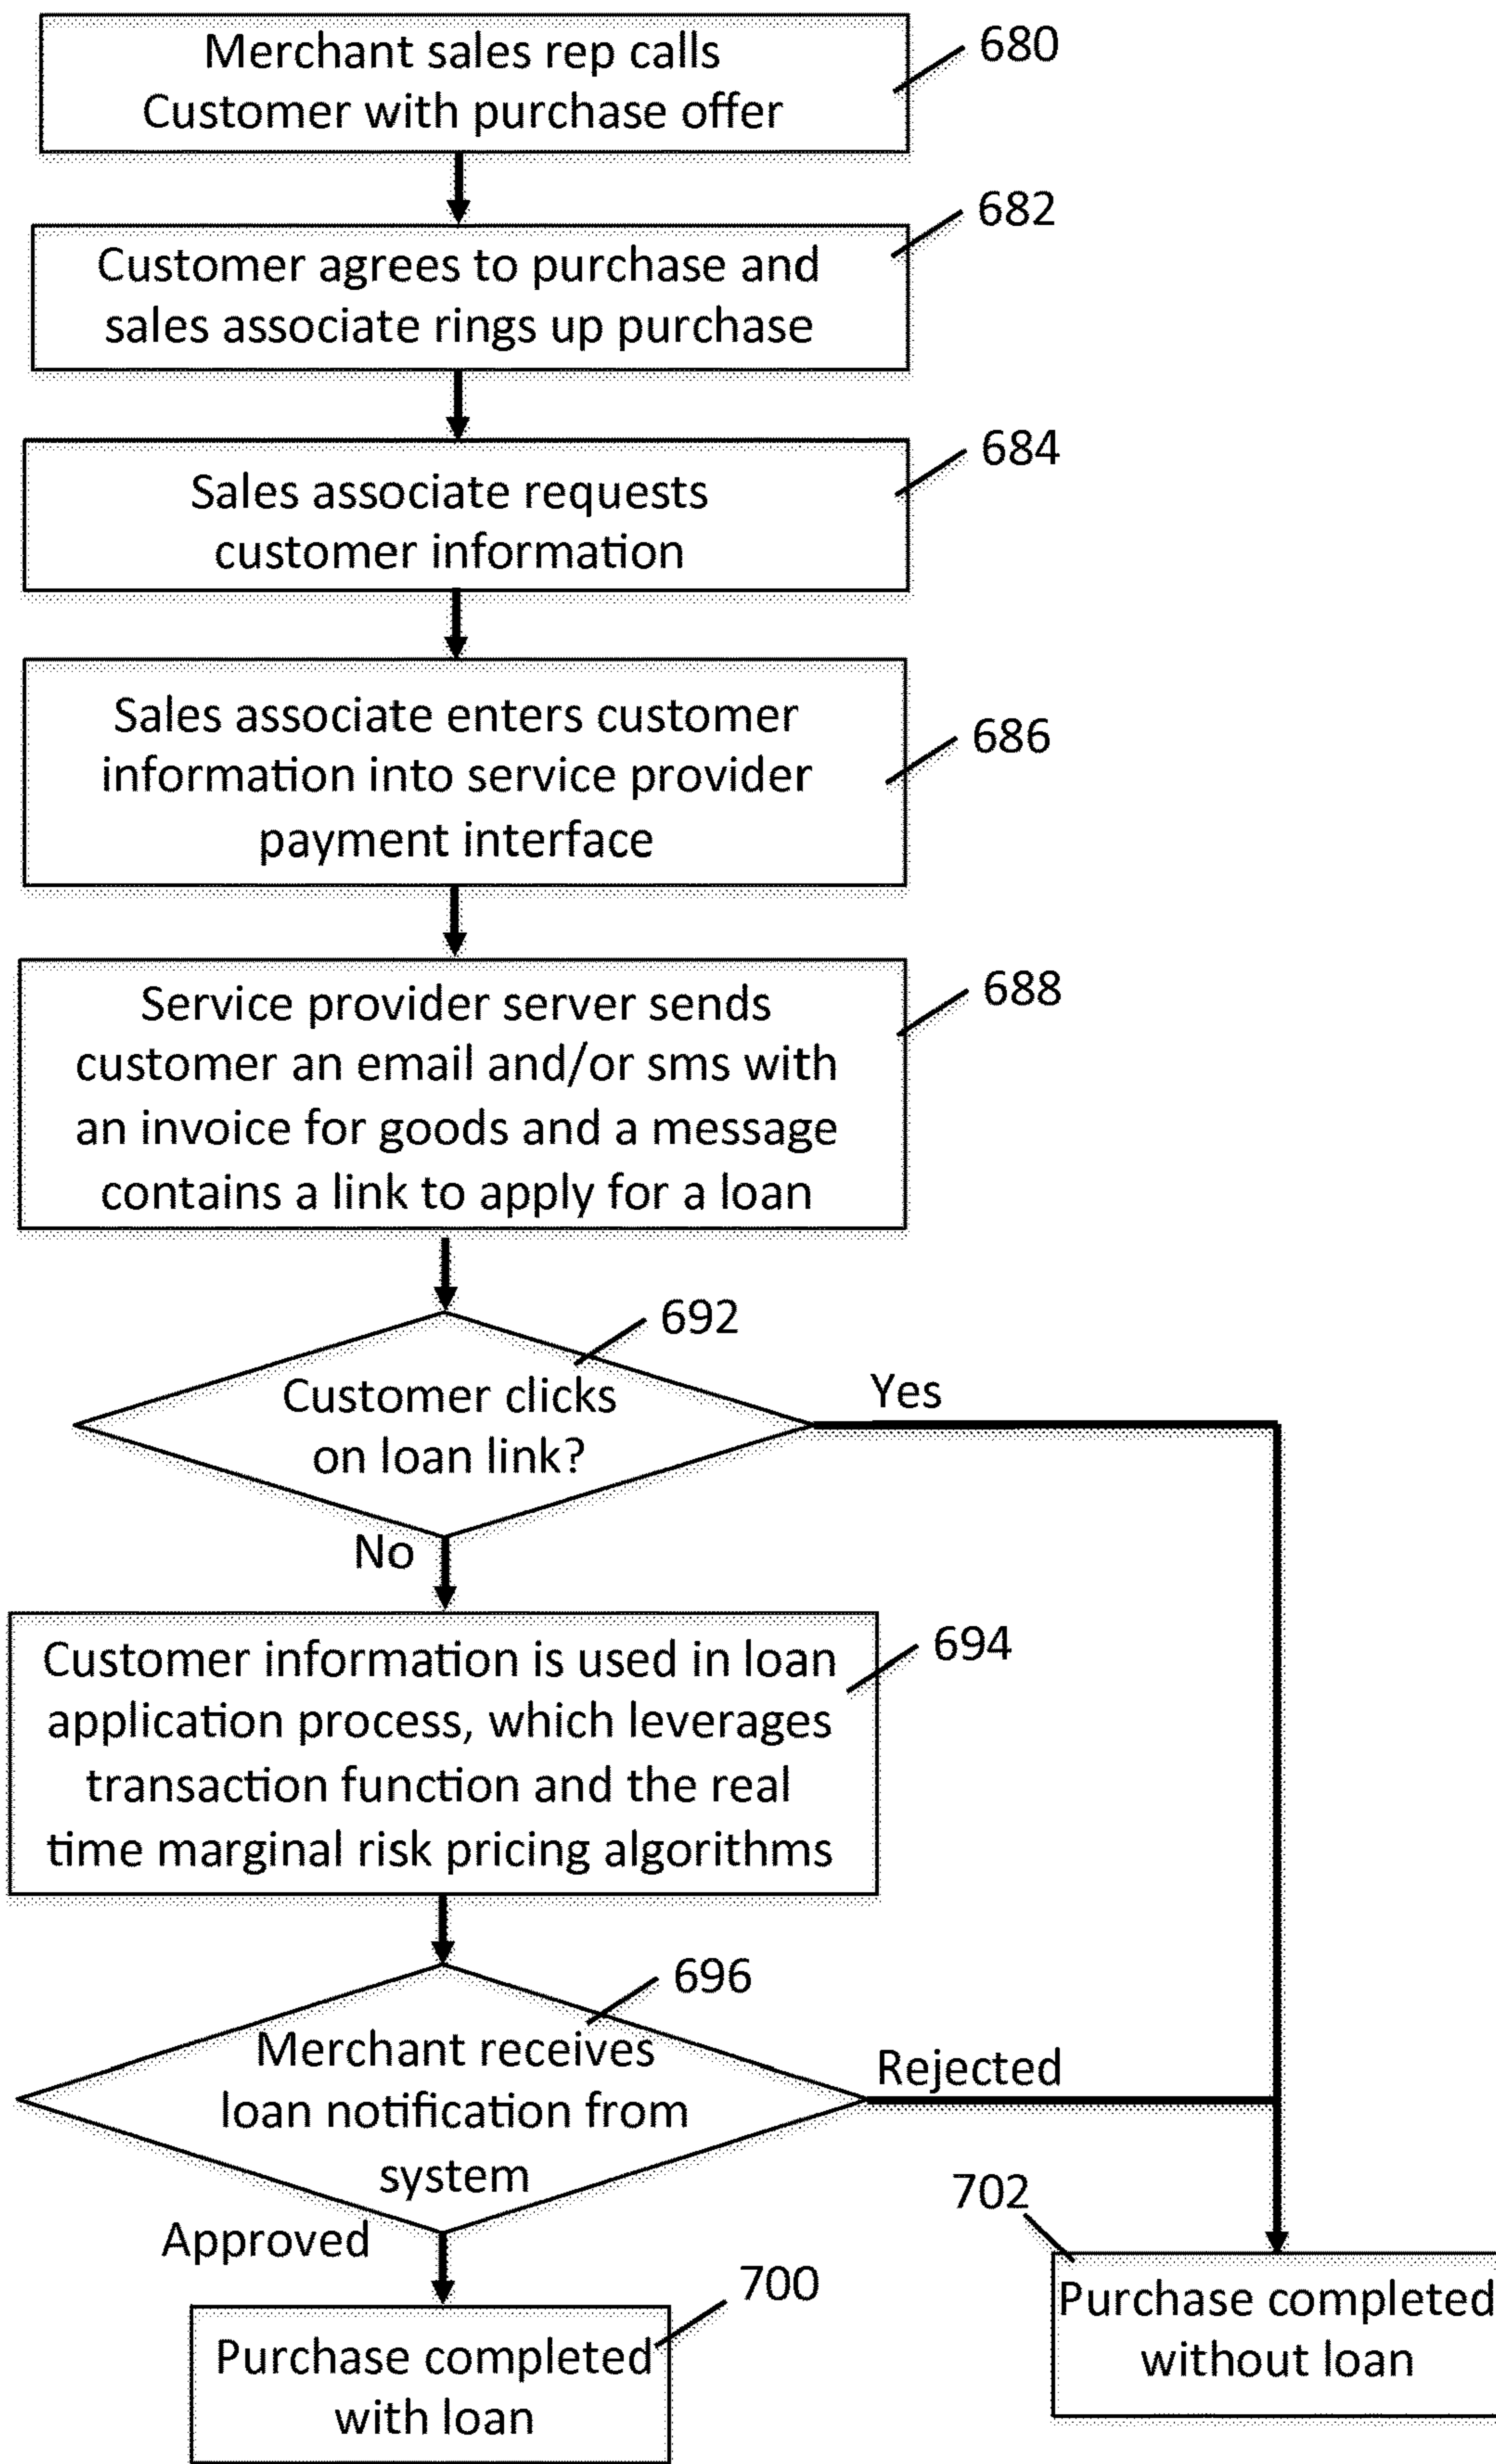 Merchant sales rep calls
Customer with purchase offer
680
Customer agrees to purchase and
sales associate rings up purchase
682
Sales associate requests
customer information
684
Sales associate enters customer
information into service provider
payment interface
686
Service provider server sends
customer an email and/or sms with
an invoice for goods and a message
contains a link to apply for a loan
688
692
Customer clicks
on loan link?
Yes
No
Customer information is used in loan
application process, which leverages
transaction function and the real
time marginal risk pricing algorithms
694
696
Merchant receives
loan notification from
system
Rejected
Approved
700
Purchase completed
with loan
702
Purchase completed
without loan